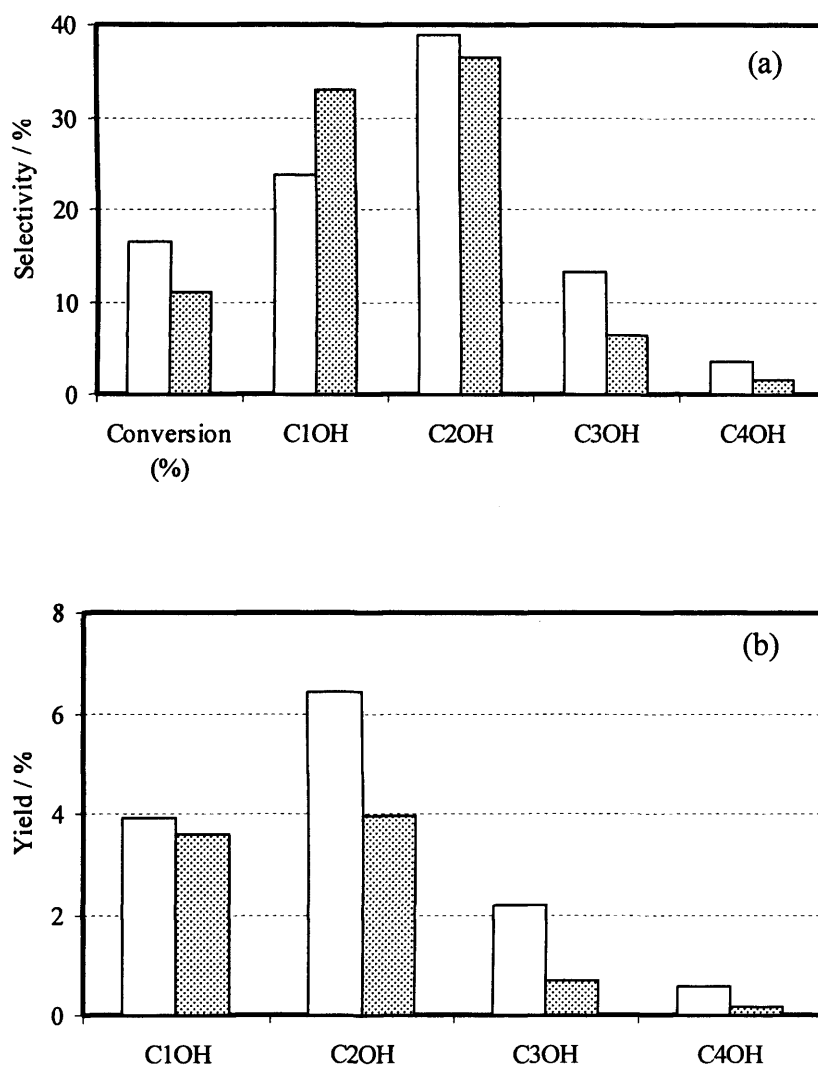 (a)
Selectivity / %
40
30
20
10
0
Conversion (%)
C1OH
C2OH
C3OH
C4OH
(b)
Yield / %
8
6
4
2
0
C1OH
C2OH
C3OH
C4OH